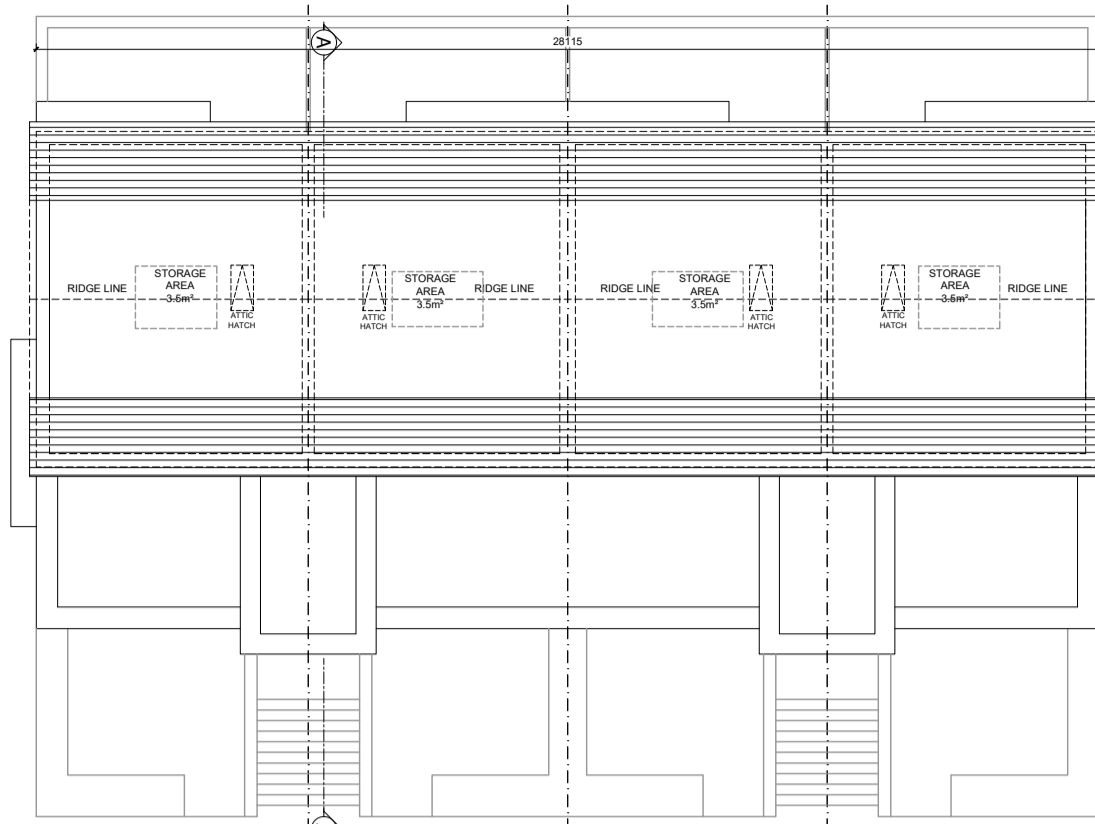 A
28115
RIDGE LINE
STORAGE
AREA
3.5m²
ATTIC
HATCH
ATTIC
HATCH
STORAGE
AREA
3.5m²
RIDGE LINE
RIDGE LINE
STORAGE
AREA
3.5m²
ATTIC
HATCH
ATTIC
HATCH
STORAGE
AREA
3.5m²
RIDGE LINE